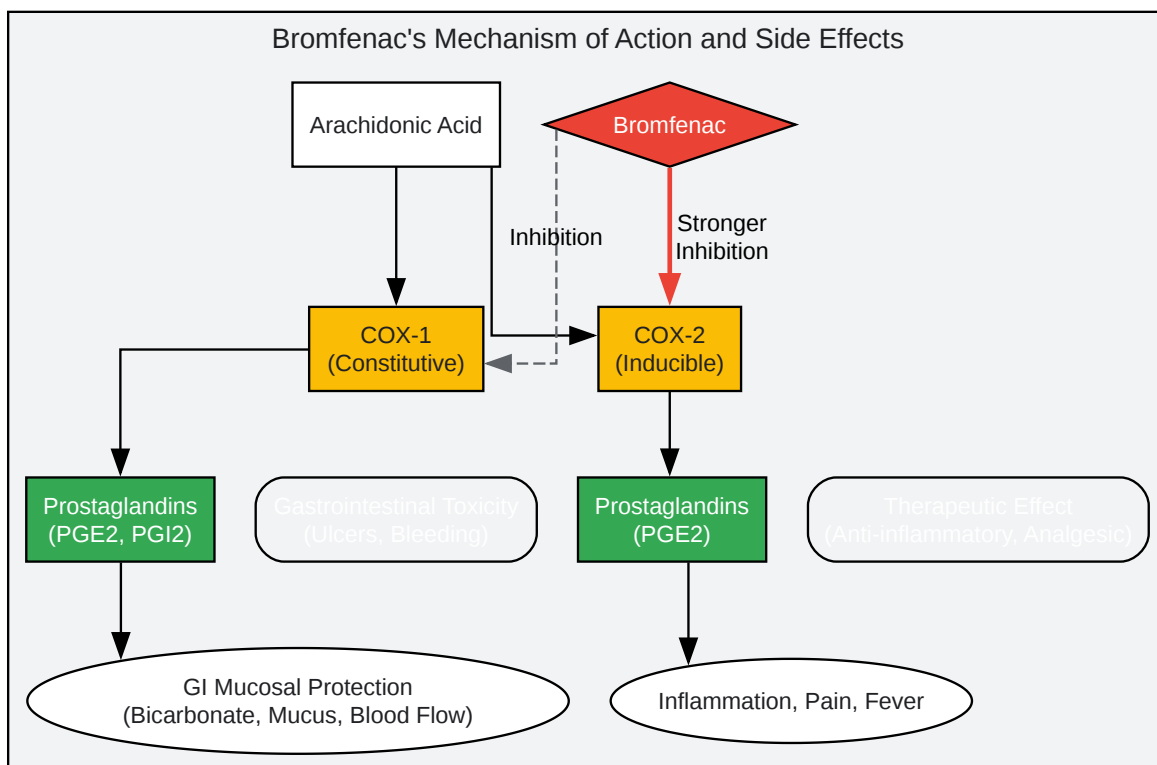 Bromfenac's Mechanism of Action and Side Effects
Arachidonic Acid
Bromfenac
Inhibition
Stronger
Inhibition
COX-1
(Constitutive)
COX-2
(Inducible)
Prostaglandins
(PGE2, PGI2)
Gastrointestinal Toxicity
(Ulcers, Bleeding)
Prostaglandins
(PGE2)
Therapeutic Effect
(Anti-inflammatory, Analgesic)
GI Mucosal Protection
(Bicarbonate, Mucus, Blood Flow)
Inflammation, Pain, Fever